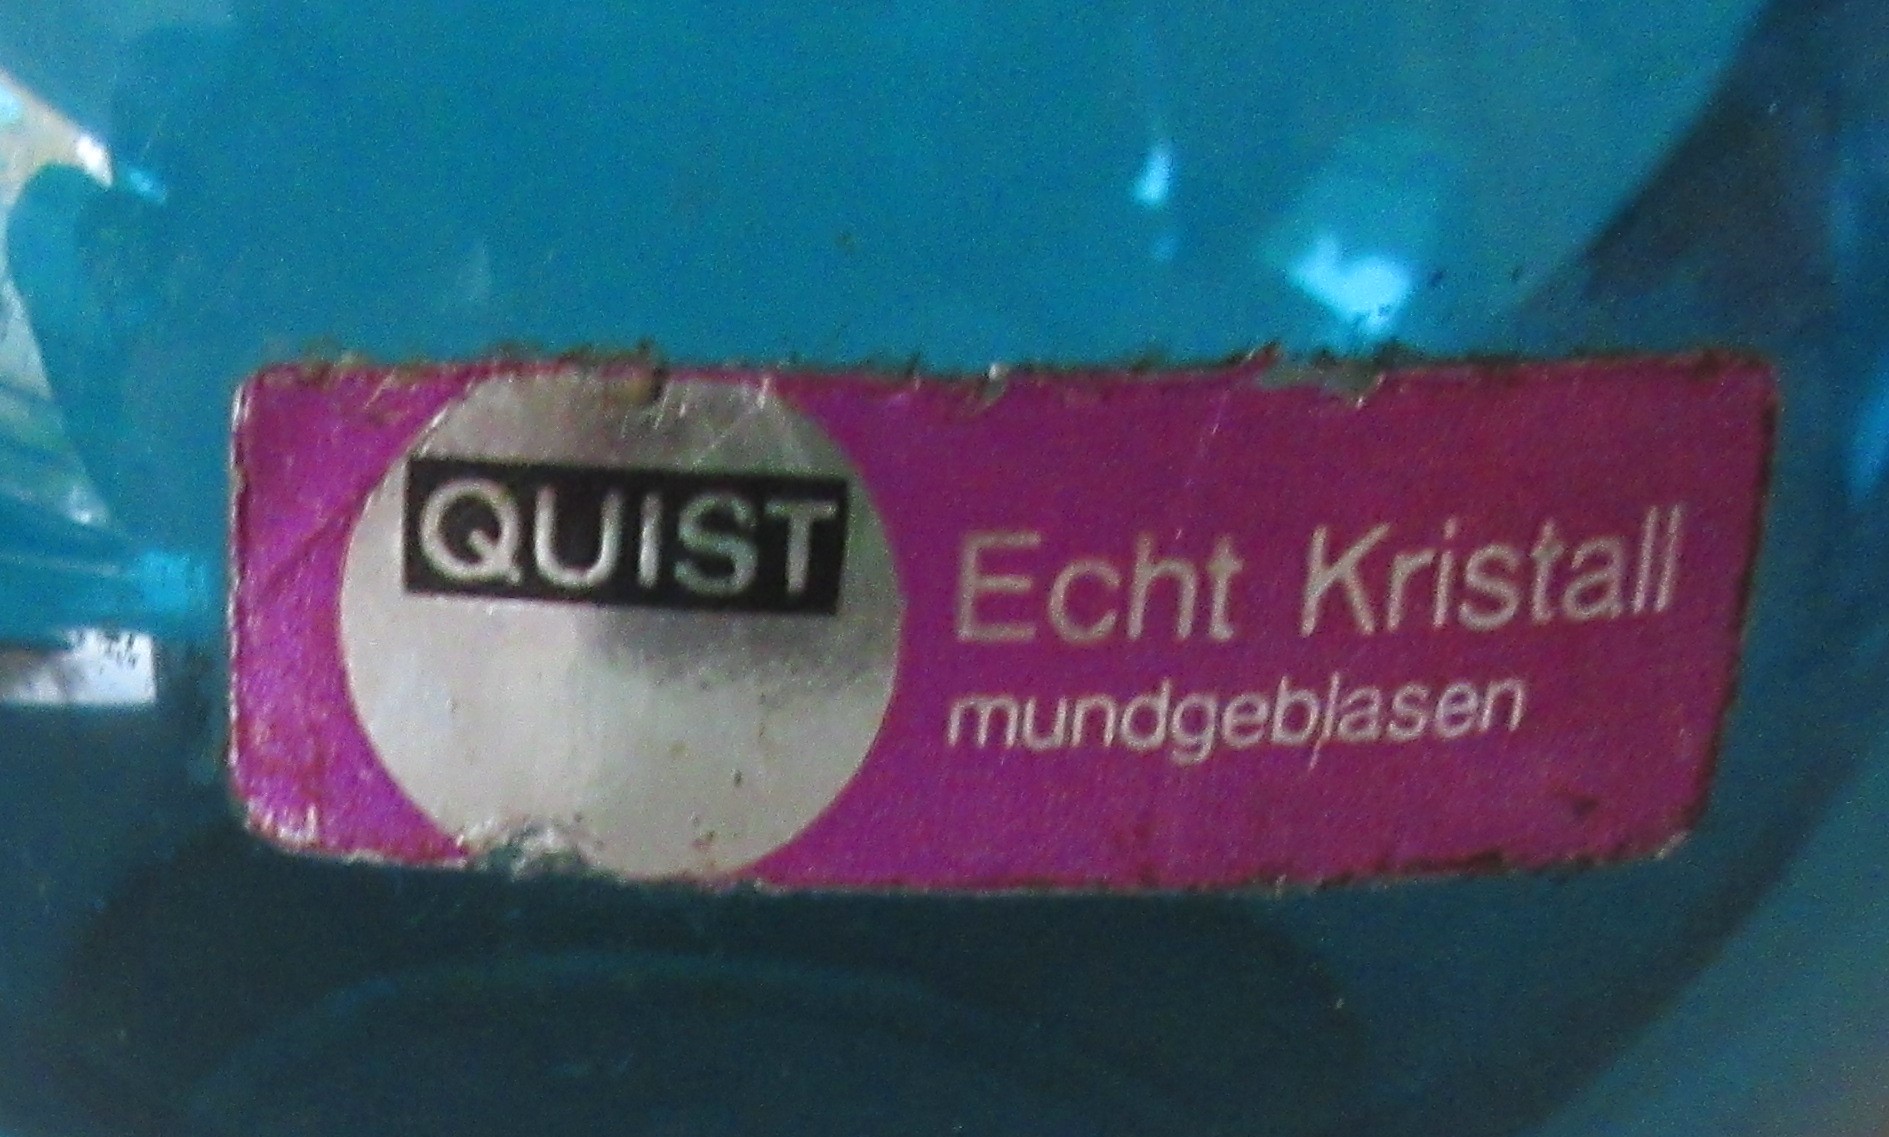 QUIST
Echt Kristall
mundgeblasen